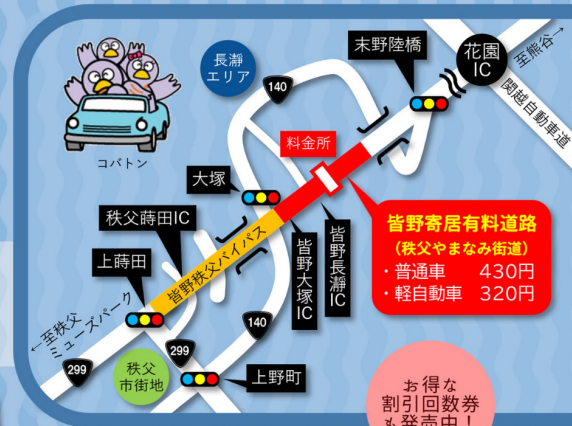 長瀞
エリア
140
末野陸橋
花園
IC
至熊谷→
関越自動車道
コバトン
料金所
大塚
秩父蒔田IC
上蒔田
皆野秩父バイパス
皆野大塚IC
皆野長瀞IC
皆野寄居有料道路
(秩父やまなみ街道)
・普通車 430円
・軽自動車 320円
←至秩父
ミューズパーク
299
秩父
市街地
299
140
上野町
お得な
割引回数券
も発売中!